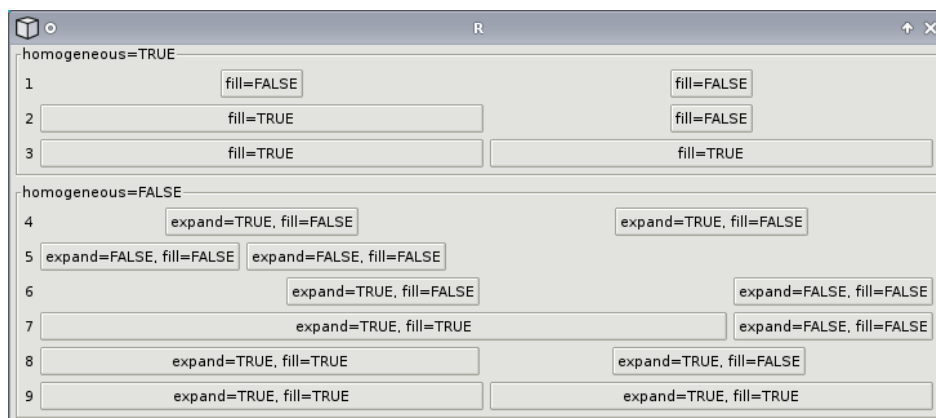 R
homogeneous=TRUE
1 fill=FALSE fill=FALSE
2 fill=TRUE fill=FALSE
3 fill=TRUE fill=TRUE
homogeneous=FALSE
4 expand=TRUE, fill=FALSE expand=TRUE, fill=FALSE
5 expand=FALSE, fill=FALSE expand=FALSE, fill=FALSE
6 expand=TRUE, fill=FALSE expand=FALSE, fill=FALSE
7 expand=TRUE, fill=TRUE expand=FALSE, fill=FALSE
8 expand=TRUE, fill=TRUE expand=TRUE, fill=FALSE
9 expand=TRUE, fill=TRUE expand=TRUE, fill=TRUE